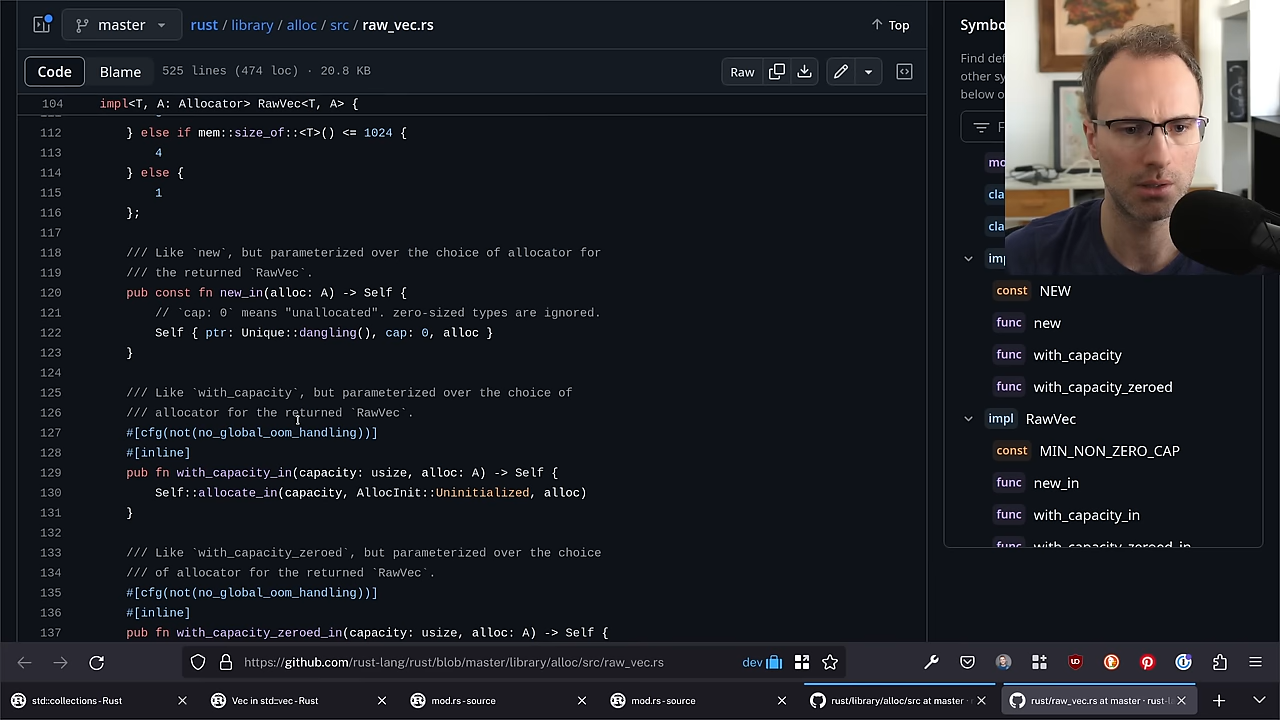 master
rust / library / alloc / src / raw_vec.rs
Top
Code
Blame
525 lines (474 loc) · 20.8 KB
Raw
104 impl<T, A: Allocator> RawVec<T, A> {
112 } else if mem::size_of::<T>() <= 1024 {
113 4
114 } else {
115 1
116 };
117
118 /// Like `new`, but parameterized over the choice of allocator for
119 /// the returned `RawVec`.
120 pub const fn new_in(alloc: A) -> Self {
121 // `cap: 0` means "unallocated". zero-sized types are ignored.
122 Self { ptr: Unique::dangling(), cap: 0, alloc }
123 }
124
125 /// Like `with_capacity`, but parameterized over the choice of
126 /// allocator for the returned `RawVec`.
127 #[cfg(not(no_global_oom_handling))]
128 #[inline]
129 pub fn with_capacity_in(capacity: usize, alloc: A) -> Self {
130 Self::allocate_in(capacity, AllocInit::Uninitialized, alloc)
131 }
132
133 /// Like `with_capacity_zeroed`, but parameterized over the choice
134 /// of allocator for the returned `RawVec`.
135 #[cfg(not(no_global_oom_handling))]
136 #[inline]
137 pub fn with_capacity_zeroed_in(capacity: usize, alloc: A) -> Self {
Symbo
Find def
other sy
below o
F
mo
cla
cla
imp
const NEW
func new
func with_capacity
func with_capacity_zeroed
impl RawVec
const MIN_NON_ZERO_CAP
func new_in
func with_capacity_in
with_capacity_zeroed_in
https://github.com/rust-lang/rust/blob/master/library/alloc/src/raw_vec.rs
dev
std::collections - Rust
Vec in std::vec - Rust
mod.rs - source
mod.rs - source
rust/library/alloc/src at master ·
rust/raw_vec.rs at master · rust-l